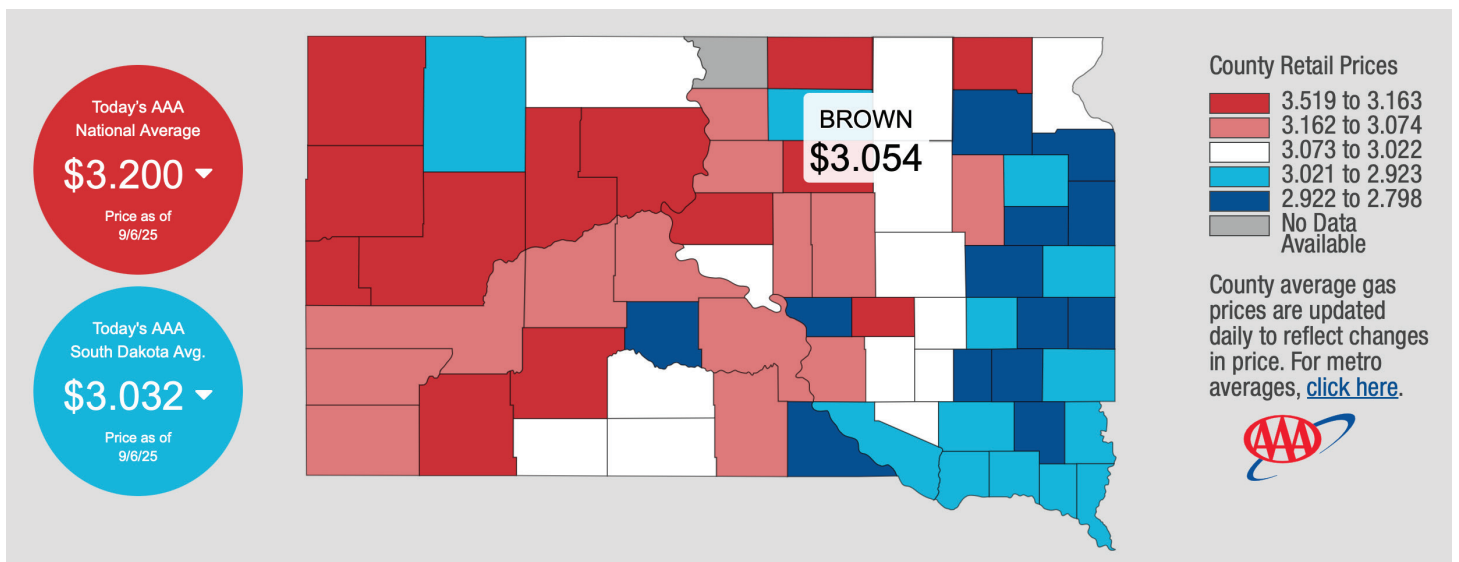 Today's AAA
National Average
$3.200
Price as of
9/6/25
Today's AAA
South Dakota Avg.
$3.032
Price as of
9/6/25
BROWN
$3.054
County Retail Prices
3.519 to 3.163
3.162 to 3.074
3.073 to 3.022
3.021 to 2.923
2.922 to 2.798
No Data
Available
County average gas
prices are updated
daily to reflect changes
in price. For metro
averages, click here.
AAA